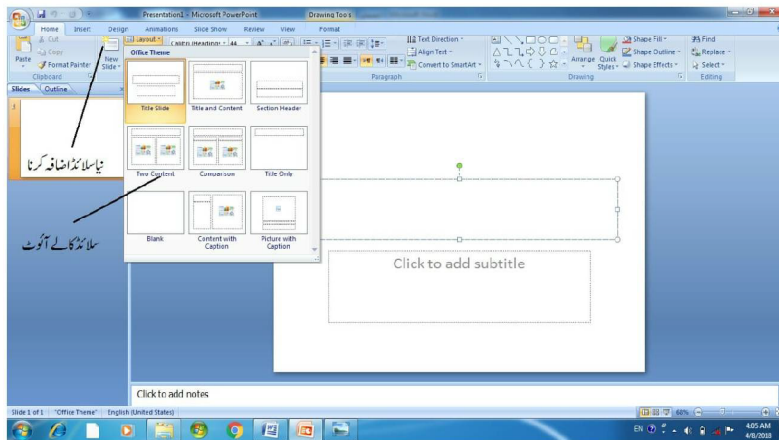 Presentation1 - Microsoft PowerPoint
Drawing Tools
Home
Insert
Design
Animations
Slide Show
Review
View
Format
Paste
Cut
Copy
Format Painter
Clipboard
New
Slide
Layout
44
Text Direction
Align Text
Convert to SmartArt
Paragraph
Arrange
Quick
Styles
Shape Fill
Shape Outline
Shape Effects
Drawing
Find
Replace
Select
Editing
Slides
Outline
Office Theme
Title Slide
Title and Content
Section Header
Two Content
Comparison
Title Only
Blank
Content with
Caption
Picture with
Caption
1
نیا سلائڈ اضافہ کرنا
سلائڈ کا لے آئوٹ
Click to add subtitle
Click to add notes
Slide 1 of 1
"Office Theme"
English (United States)
68%
EN
4:05 AM
4/8/2018